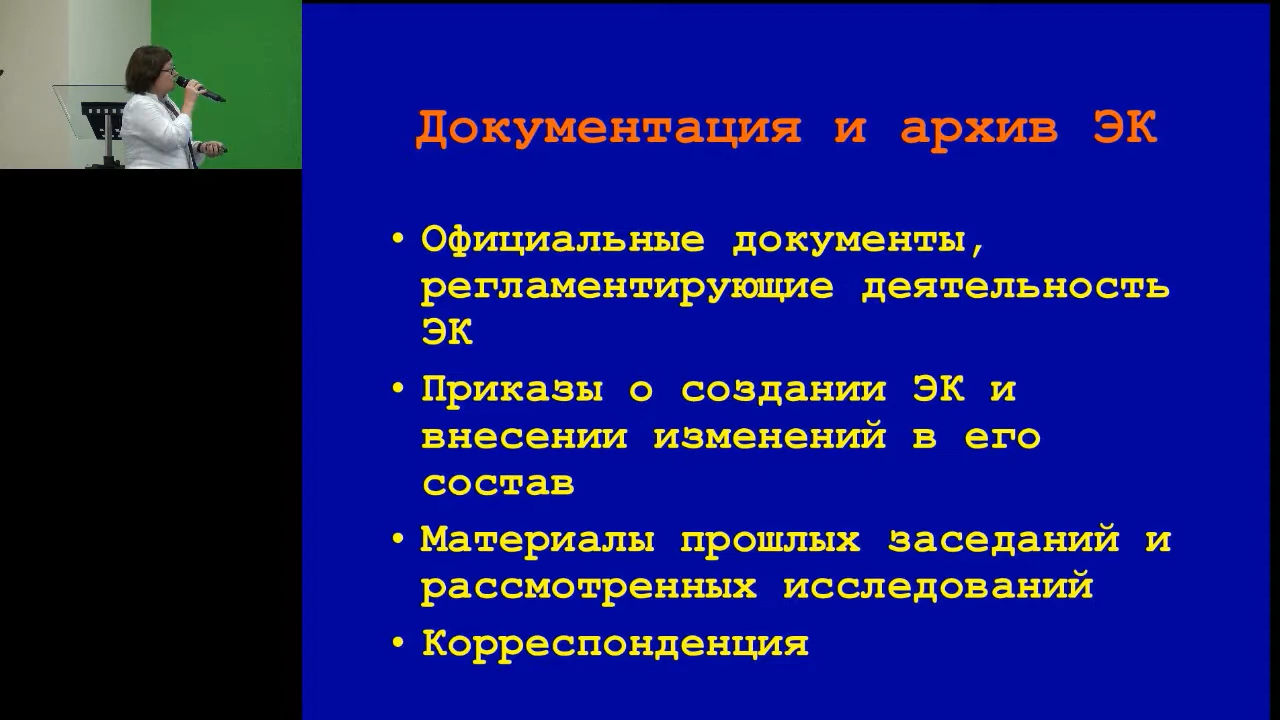 Документация и архив ЭК
• Официальные документы,
регламентирующие деятельность
ЭК
• Приказы о создании ЭК и
внесении изменений в его
состав
• Материалы прошлых заседаний и
рассмотренных исследований
• Корреспонденция